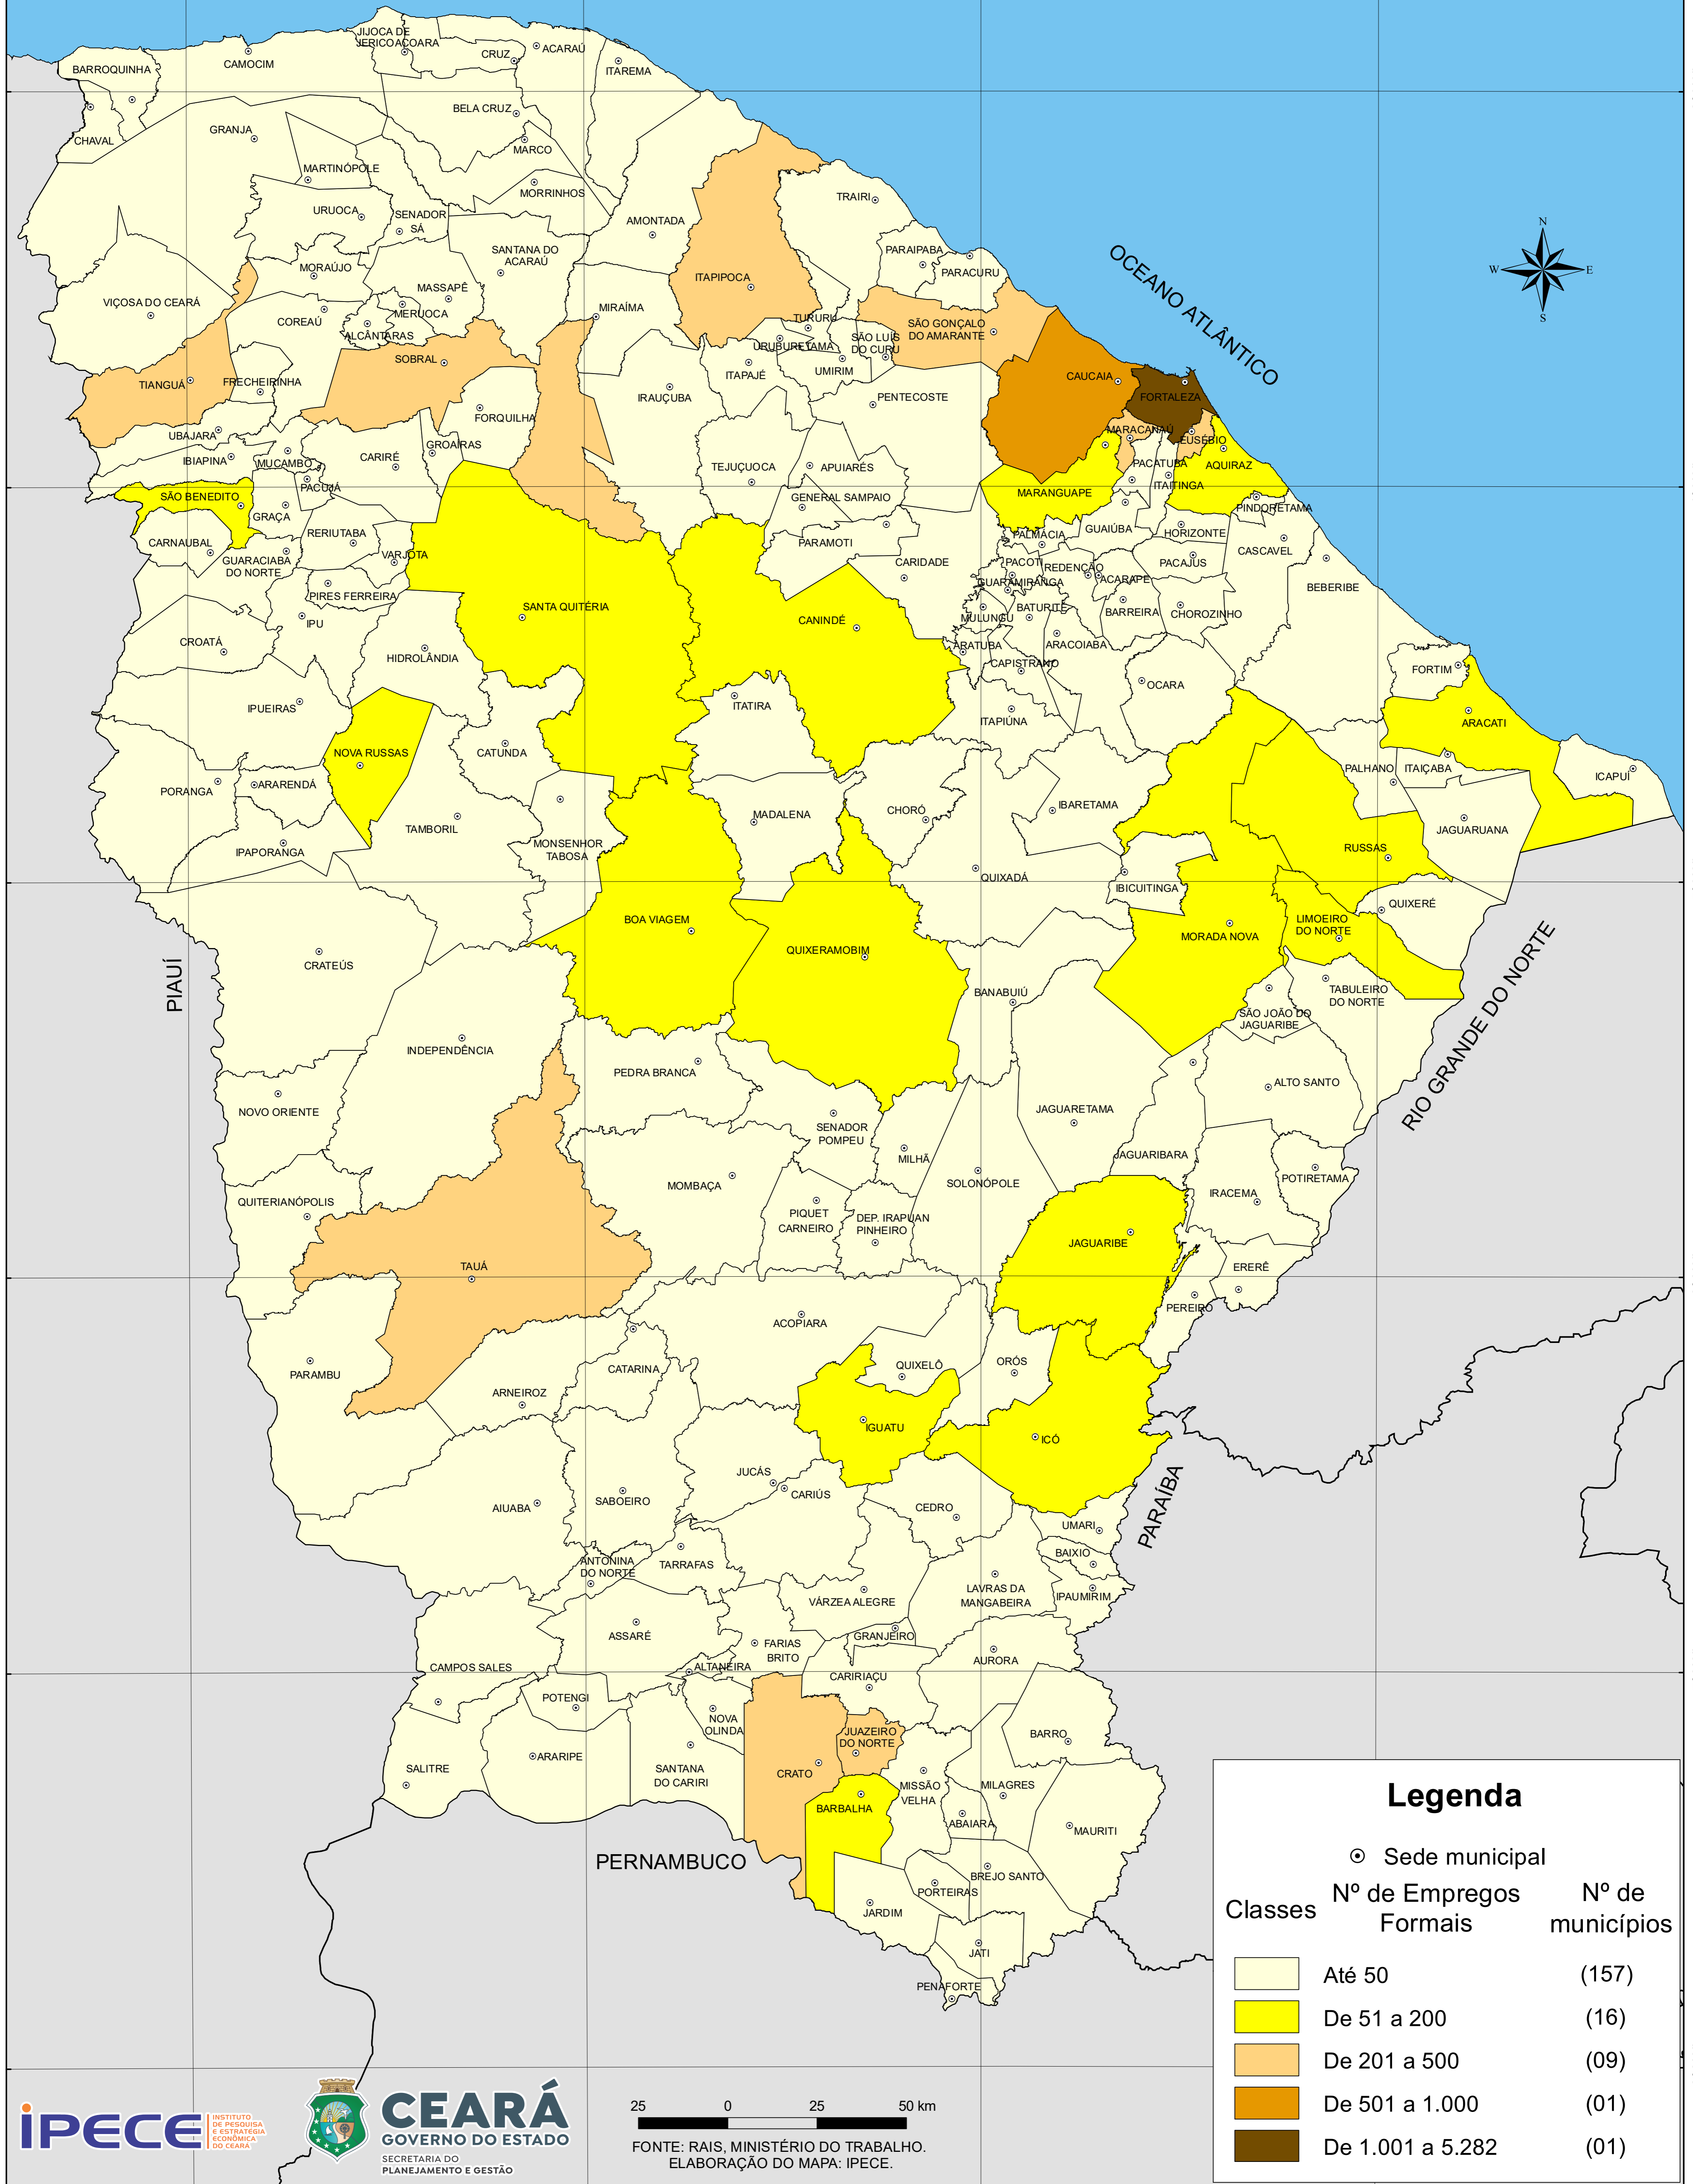 JIJOCA DE
JERICOACOARA
CRUZ
ACARAÚ
ITAREMA
BARROQUINHA
CAMOCIM
BELA CRUZ
CHAVAL
GRANJA
MARCO
MARTINÓPOLE
MORRINHOS
URUOCA
SENADOR
SÁ
AMONTADA
TRAIRI
SANTANA DO
ACARAÚ
PARAIPABA
PARACURU
MORAÚJO
ITAPIPOCA
VIÇOSA DO CEARÁ
MASSAPÊ
MERUOCA
MIRAÍMA
COREAÚ
ALCÂNTARAS
TURURU
URUBURETAMA
SÃO LUÍS
DO CURU
SÃO GONÇALO
DO AMARANTE
OCEANO ATLÂNTICO
N
W
E
S
SOBRAL
TIANGUÁ
FRECHEIRINHA
ITAPAJÉ
UMIRIM
CAUCAIA
FORTALEZA
IRAUÇUBA
PENTECOSTE
FORQUILHA
UBAJARA
MARACANAÚ
EUSÉBIO
IBIAPINA
MUCAMBO
CARIRÉ
GROAÍRAS
TEJUÇUOCA
APUIARÉS
PACATUBA
AQUIRAZ
PACUJÁ
ITAITINGA
SÃO BENEDITO
GENERAL SAMPAIO
MARANGUAPE
PINDORETAMA
GRAÇA
RERIUTABA
GUAIÚBA
HORIZONTE
CARNAUBAL
PARAMOTI
PALMÁCIA
CASCAVEL
GUARACIABA
DO NORTE
VARJOTA
CARIDADE
PACOTI
REDENÇÃO
PACAJUS
GUARAMIRANGA
ACARAPE
BEBERIBE
PIRES FERREIRA
SANTA QUITÉRIA
CANINDÉ
MULUNGU
BATURITÉ
BARREIRA
CHOROZINHO
IPU
CROATÁ
HIDROLÂNDIA
ARATUBA
ARACOIABA
CAPISTRANO
FORTIM
OCARA
IPUEIRAS
ITATIRA
ITAPIÚNA
ARACATI
NOVA RUSSAS
CATUNDA
PORANGA
ARARENDÁ
PALHANO
ITAIÇABA
ICAPUÍ
TAMBORIL
MADALENA
CHORÓ
IBARETAMA
JAGUARUANA
IPAPORANGA
MONSENHOR
TABOSA
RUSSAS
QUIXADÁ
IBICUITINGA
QUIXERÉ
BOA VIAGEM
LIMOEIRO
DO NORTE
MORADA NOVA
QUIXERAMOBIM
CRATEÚS
PIAUÍ
BANABUIÚ
TABULEIRO
DO NORTE
SÃO JOÃO DO
JAGUARIBE
RIO GRANDE DO NORTE
INDEPENDÊNCIA
PEDRA BRANCA
ALTO SANTO
NOVO ORIENTE
JAGUARETAMA
SENADOR
POMPEU
MILHÃ
JAGUARIBARA
POTIRETAMA
MOMBAÇA
SOLONÓPOLE
IRACEMA
QUITERIANÓPOLIS
PIQUET
CARNEIRO
DEP. IRAPUAN
PINHEIRO
JAGUARIBE
TAUÁ
ERERÊ
PEREIRO
ACOPIARA
QUIXELÔ
ORÓS
PARAMBU
CATARINA
ARNEIROZ
IGUATU
ICÓ
JUCÁS
CARIÚS
AIUABA
SABOEIRO
CEDRO
UMARI
PARAÍBA
BAIXIO
ANTONINA
DO NORTE
TARRAFAS
VÁRZEA ALEGRE
LAVRAS DA
MANGABEIRA
IPAUMIRIM
ASSARÉ
FARIAS
BRITO
GRANJEIRO
CAMPOS SALES
ALTANEIRA
CARIRIAÇU
AURORA
POTENGI
NOVA
OLINDA
JUAZEIRO
DO NORTE
BARRO
ARARIPE
SALITRE
SANTANA
DO CARIRI
CRATO
MISSÃO
VELHA
MILAGRES
BARBALHA
ABAIARA
MAURITI
PERNAMBUCO
BREJO SANTO
PORTEIRAS
JARDIM
JATI
PENAFORTE
Legenda
Sede municipal
Classes
Nº de Empregos
Formais
Nº de
municípios
Até 50 (157)
De 51 a 200 (16)
De 201 a 500 (09)
De 501 a 1.000 (01)
De 1.001 a 5.282 (01)
iPECE
INSTITUTO
DE PESQUISA
E ESTRATÉGIA
ECONÔMICA
DO CEARÁ
CEARÁ
GOVERNO DO ESTADO
SECRETARIA DO
PLANEJAMENTO E GESTÃO
25 0 25 50 km
FONTE: RAIS, MINISTÉRIO DO TRABALHO.
ELABORAÇÃO DO MAPA: IPECE.